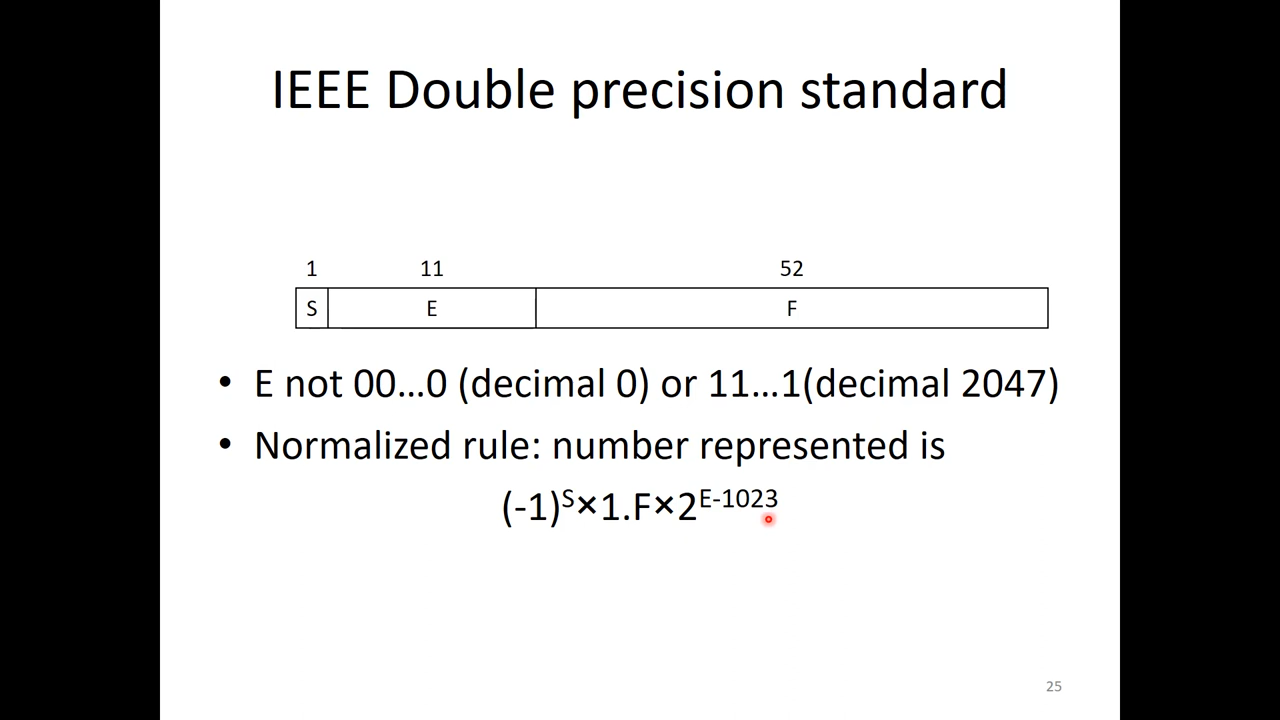 IEEE Double precision standard
1 11 52
S E F
• E not 00...0 (decimal 0) or 11...1(decimal 2047)
• Normalized rule: number represented is
(-1)^S×1.F×2^E-1023
25